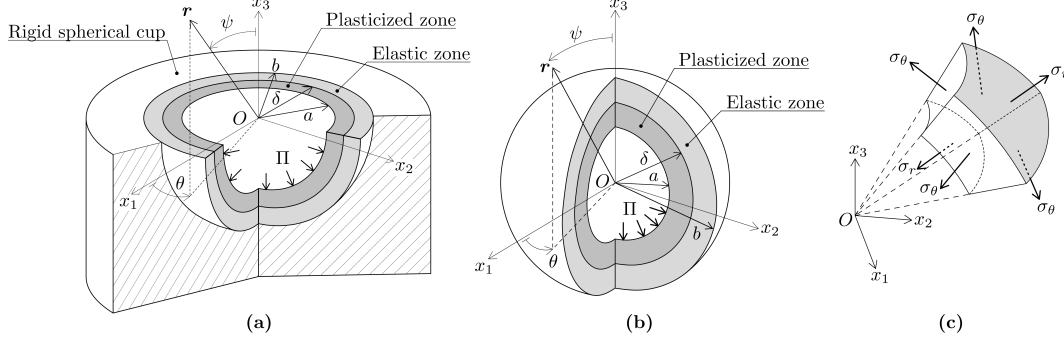 Rigid spherical cup
r
ψ
x3
Plasticized zone
Elastic zone
b
δ
a
O
Π
x2
x1
θ
(a)
x3
ψ
r
Plasticized zone
Elastic zone
δ
a
O
Π
b
x2
x1
θ
(b)
σθ
σθ
σr
x3
σr
σθ
σθ
O
x2
x1
(c)